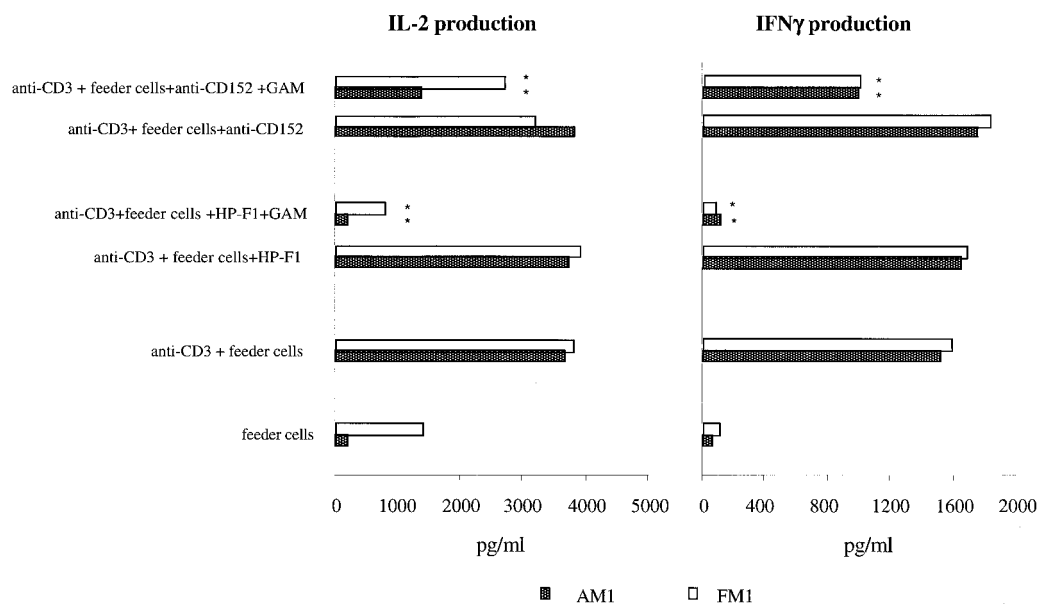 IL-2 production
IFNγ production
anti-CD3 + feeder cells+anti-CD152 +GAM
*
*
*
*
anti-CD3+ feeder cells+anti-CD152
anti-CD3+feeder cells +HP-F1+GAM
*
*
*
*
anti-CD3 + feeder cells+HP-F1
anti-CD3 + feeder cells
feeder cells
0 1000 2000 3000 4000 5000
0 400 800 1200 1600 2000
pg/ml
pg/ml
AM1
FM1